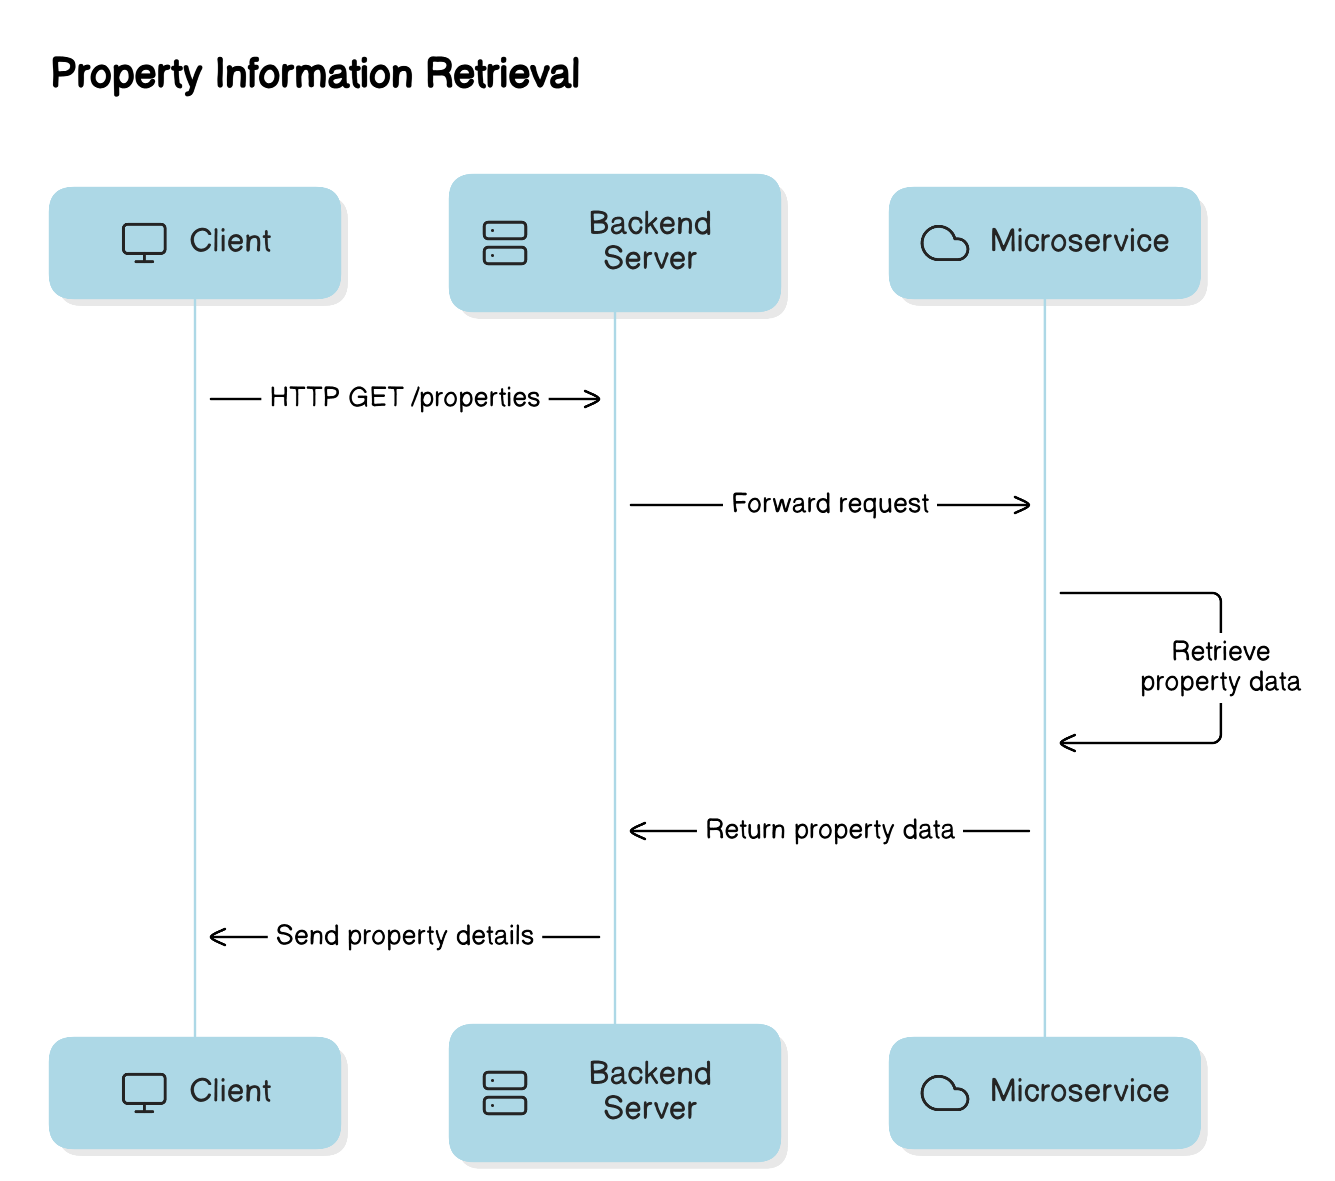 Property Information Retrieval
Client
Backend
Server
Microservice
HTTP GET /properties
Forward request
Retrieve
property data
Return property data
Send property details
Client
Backend
Server
Microservice